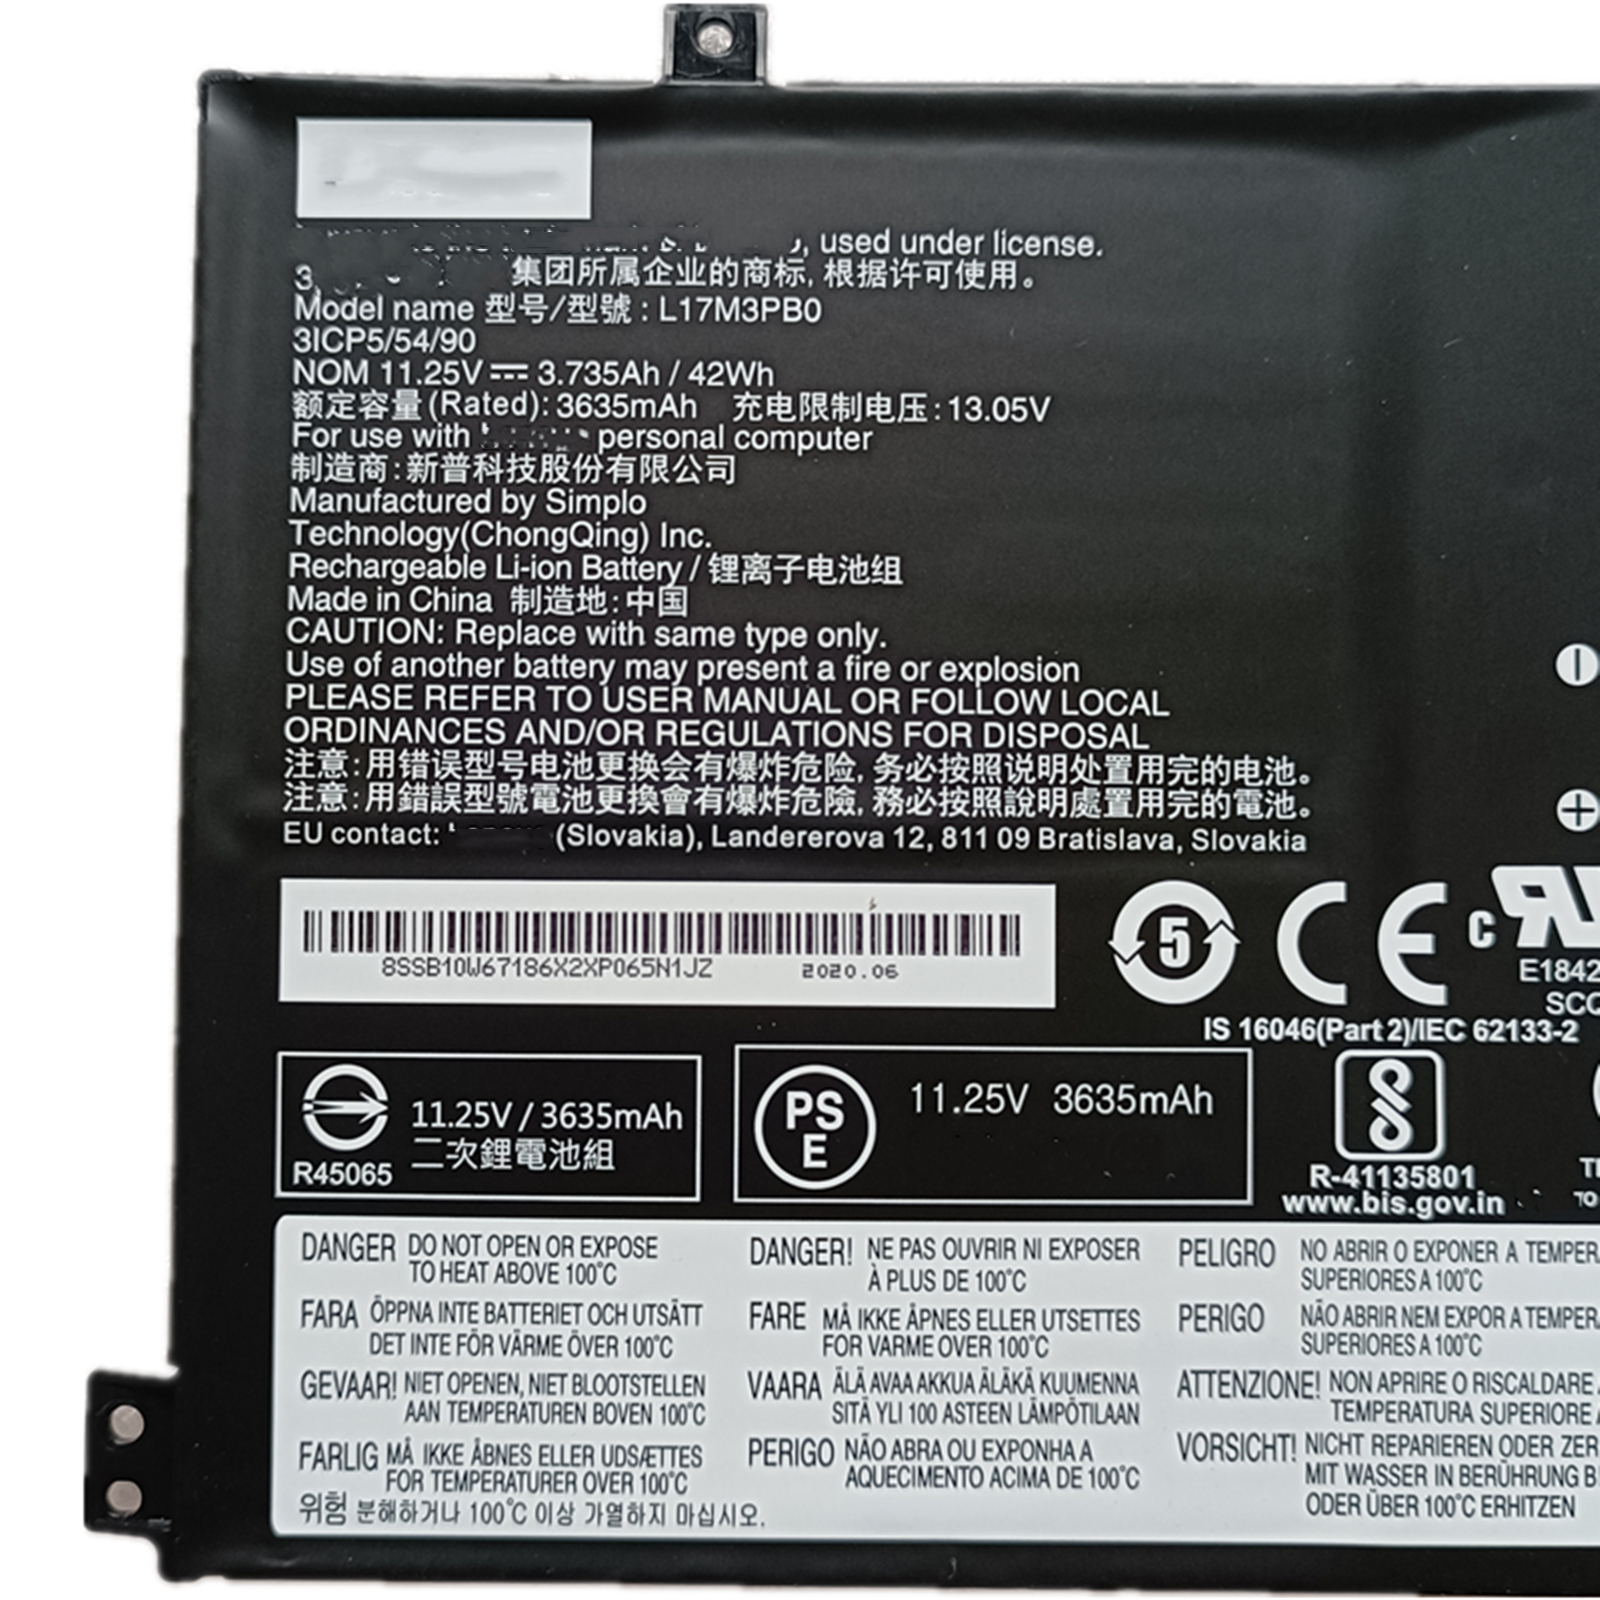 used under license.
集团所属企业的商标, 根据许可使用。
Model name 型号/型號 : L17M3PB0
3ICP5/54/90
NOM 11.25V ⎓ 3.735Ah / 42Wh
额定容量 (Rated): 3635mAh 充电限制电压: 13.05V
For use with personal computer
制造商: 新普科技股份有限公司
Manufactured by Simplo
Technology(ChongQing) Inc.
Rechargeable Li-ion Battery / 锂离子电池组
Made in China 制造地: 中国
CAUTION: Replace with same type only.
Use of another battery may present a fire or explosion
PLEASE REFER TO USER MANUAL OR FOLLOW LOCAL
ORDINANCES AND/OR REGULATIONS FOR DISPOSAL
注意: 用错误型号电池更换会有爆炸危险, 务必按照说明处置用完的电池。
注意: 用錯誤型號電池更換會有爆炸危險, 務必按照說明處置用完的電池。
EU contact: (Slovakia), Landererova 12, 811 09 Bratislava, Slovakia
8SSB10W67186X2XP065N1JZ 2020.06
5 CE c
E1842
SCC
IS 16046(Part 2)/IEC 62133-2
R45065
11.25V / 3635mAh
二次鋰電池組
PS
E
11.25V 3635mAh
R-41135801
www.bis.gov.in
TO
DANGER DO NOT OPEN OR EXPOSE
TO HEAT ABOVE 100°C
DANGER! NE PAS OUVRIR NI EXPOSER
À PLUS DE 100°C
PELIGRO NO ABRIR O EXPONER A TEMPER
SUPERIORES A 100°C
FARA ÖPPNA INTE BATTERIET OCH UTSÄTT
DET INTE FÖR VÄRME ÖVER 100°C
FARE MÅ IKKE ÅPNES ELLER UTSETTES
FOR VARME OVER 100°C
PERIGO NÃO ABRIR NEM EXPOR A TEMPER
SUPERIORES A 100°C
GEVAAR! NIET OPENEN, NIET BLOOTSTELLEN
AAN TEMPERATUREN BOVEN 100°C
VAARA ÄLÄ AVAA AKKUA ÄLÄKÄ KUUMENNA
SITÄ YLI 100 ASTEEN LÄMPÖTILAAN
ATTENZIONE! NON APRIRE O RISCALDARE
TEMPERATURA SUPERIORE
FARLIG MÅ IKKE ÅBNES ELLER UDSÆTTES
FOR TEMPERATURER OVER 100°C
PERIGO NÃO ABRA OU EXPONHA A
AQUECIMENTO ACIMA DE 100°C
VORSICHT! NICHT REPARIEREN ODER ZER
MIT WASSER IN BERÜHRUNG B
ODER ÜBER 100°C ERHITZEN
위험 분해하거나 100°C 이상 가열하지 마십시오.